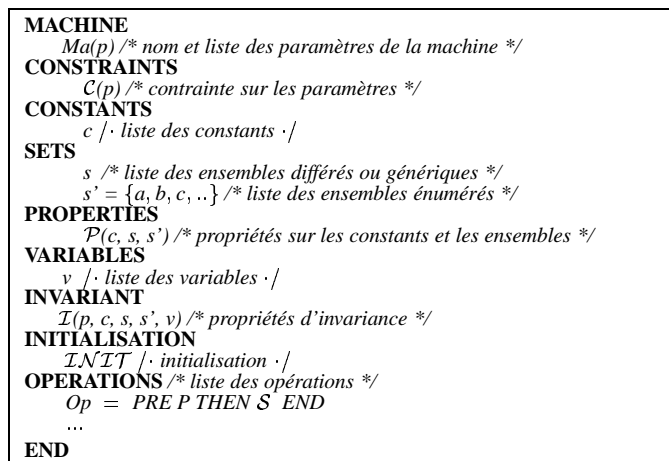 MACHINE
Ma(p) /* nom et liste des paramètres de la machine */
CONSTRAINTS
𝒞(p) /* contrainte sur les paramètres */
CONSTANTS
c /· liste des constants ·/
SETS
s /* liste des ensembles différés ou génériques */
s' = {a, b, c, ..} /* liste des ensembles énumérés */
PROPERTIES
𝒫(c, s, s') /* propriétés sur les constants et les ensembles */
VARIABLES
v /· liste des variables ·/
INVARIANT
ℐ(p, c, s, s', v) /* propriétés d'invariance */
INITIALISATION
ℐ𝒩ℐ𝒯 /· initialisation ·/
OPERATIONS /* liste des opérations */
Op = PRE P THEN 𝒮 END
...
END